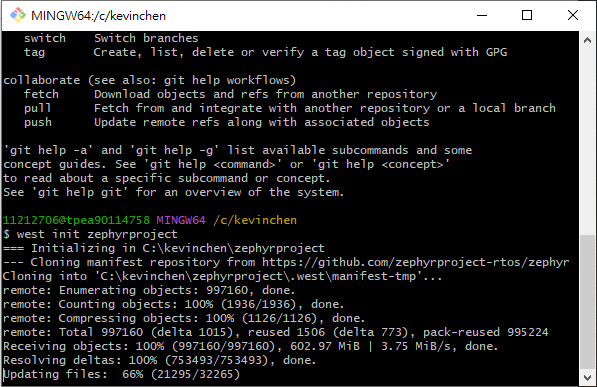 MINGW64:/c/kevinchen
switch    Switch branches
tag       Create, list, delete or verify a tag object signed with GPG
collaborate (see also: git help workflows)
fetch     Download objects and refs from another repository
pull      Fetch from and integrate with another repository or a local branch
push      Update remote refs along with associated objects
'git help -a' and 'git help -g' list available subcommands and some
concept guides. See 'git help <command>' or 'git help <concept>'
to read about a specific subcommand or concept.
See 'git help git' for an overview of the system.
11212706@tpea90114758 MINGW64 /c/kevinchen
$ west init zephyrproject
=== Initializing in C:\kevinchen\zephyrproject
--- Cloning manifest repository from https://github.com/zephyrproject-rtos/zephyr
Cloning into 'C:\kevinchen\zephyrproject\.west\manifest-tmp'...
remote: Enumerating objects: 997160, done.
remote: Counting objects: 100% (1936/1936), done.
remote: Compressing objects: 100% (1126/1126), done.
remote: Total 997160 (delta 1015), reused 1506 (delta 773), pack-reused 995224
Receiving objects: 100% (997160/997160), 602.97 MiB | 3.75 MiB/s, done.
Resolving deltas: 100% (753493/753493), done.
Updating files:  66% (21295/32265)